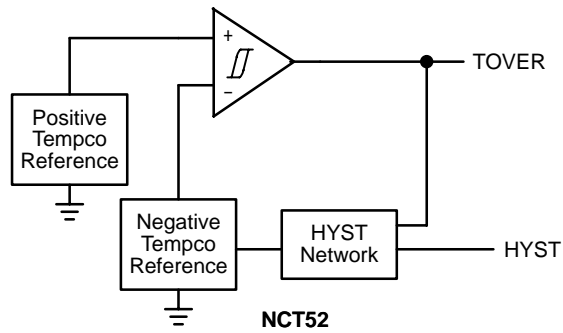 +
TOVER
−
Positive
Tempco
Reference
Negative
Tempco
Reference
HYST
Network
HYST
NCT52